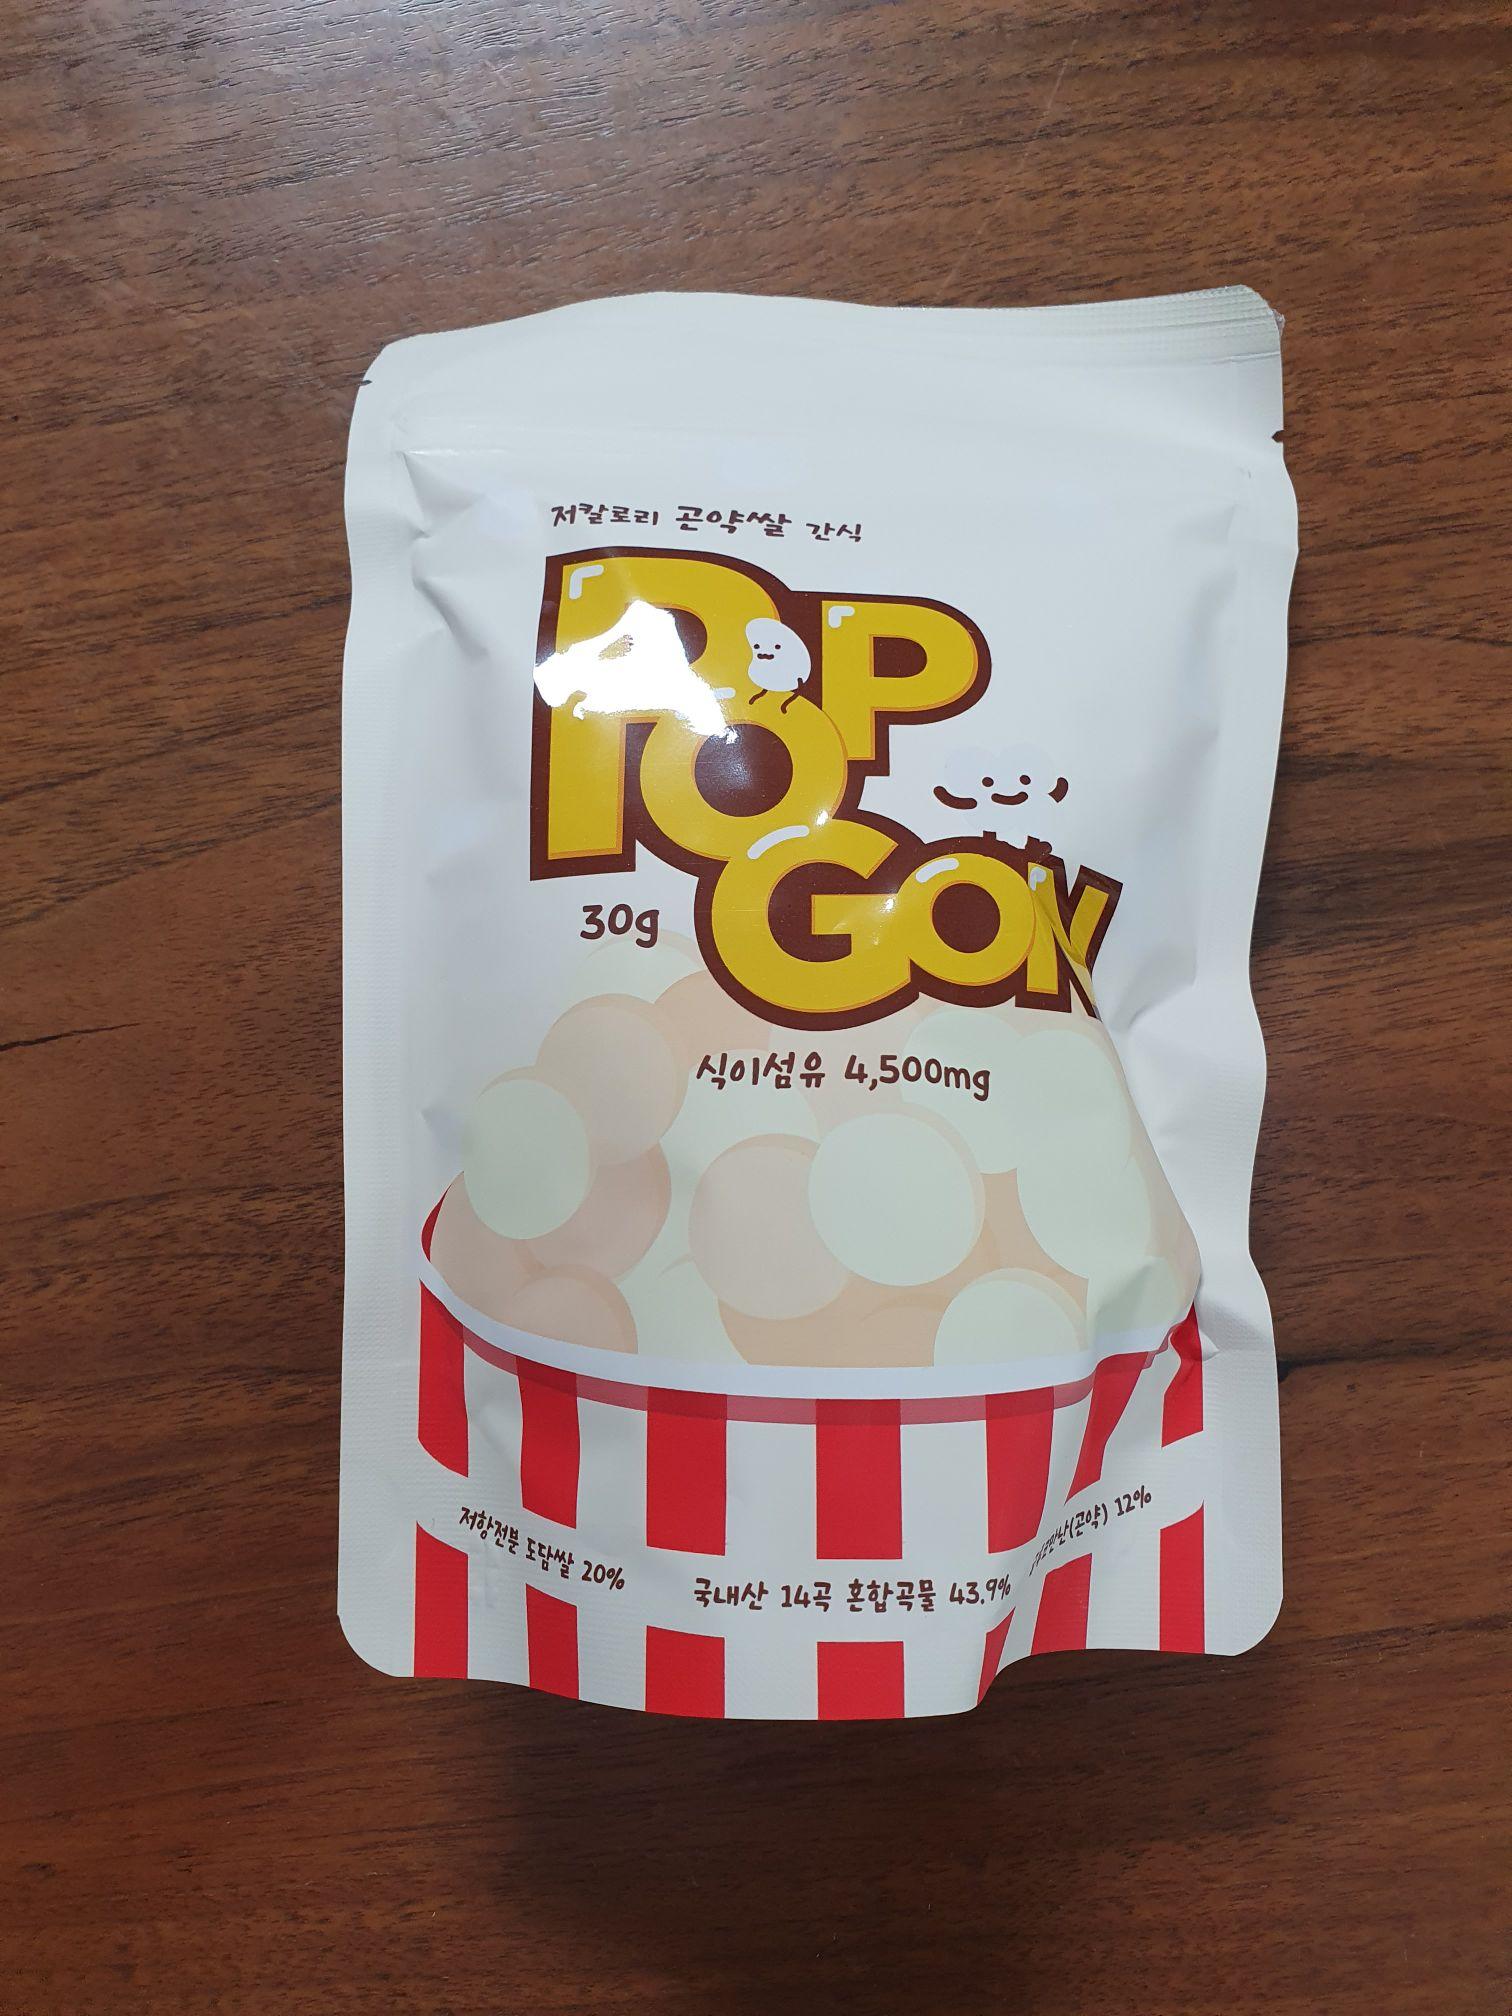 저칼로리 곤약쌀 간식
POP
GON
30g
식이섬유 4,500mg
저항전분 도담쌀 20%
국내산 14곡 혼합곡물 43.9%
12%